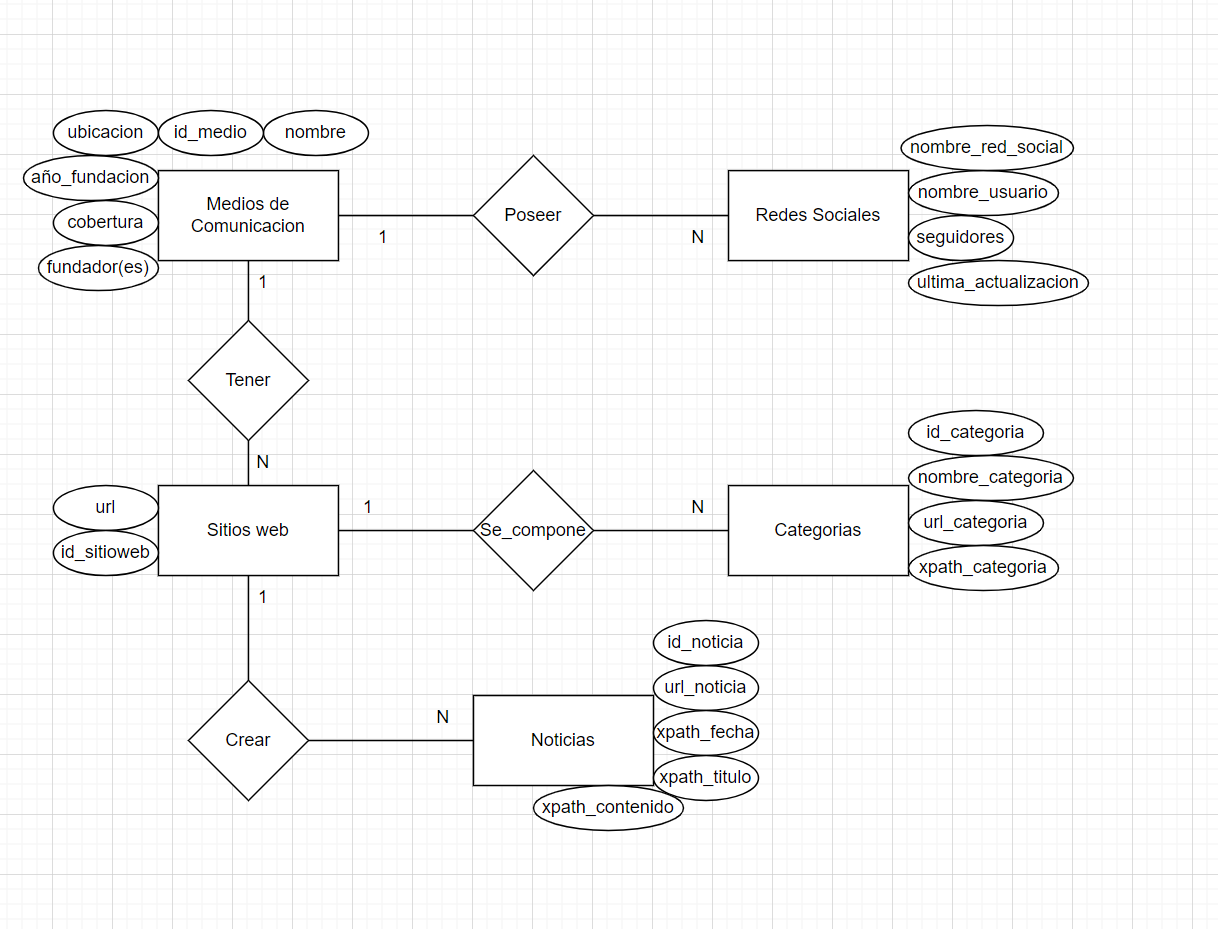 ubicacion
id_medio
nombre
año_fundacion
cobertura
fundador(es)
Medios de
Comunicacion
1
Poseer
N
Redes Sociales
nombre_red_social
nombre_usuario
seguidores
ultima_actualizacion
1
Tener
N
url
id_sitioweb
Sitios web
1
Se_compone
N
Categorias
id_categoria
nombre_categoria
url_categoria
xpath_categoria
1
Crear
N
Noticias
id_noticia
url_noticia
xpath_fecha
xpath_titulo
xpath_contenido